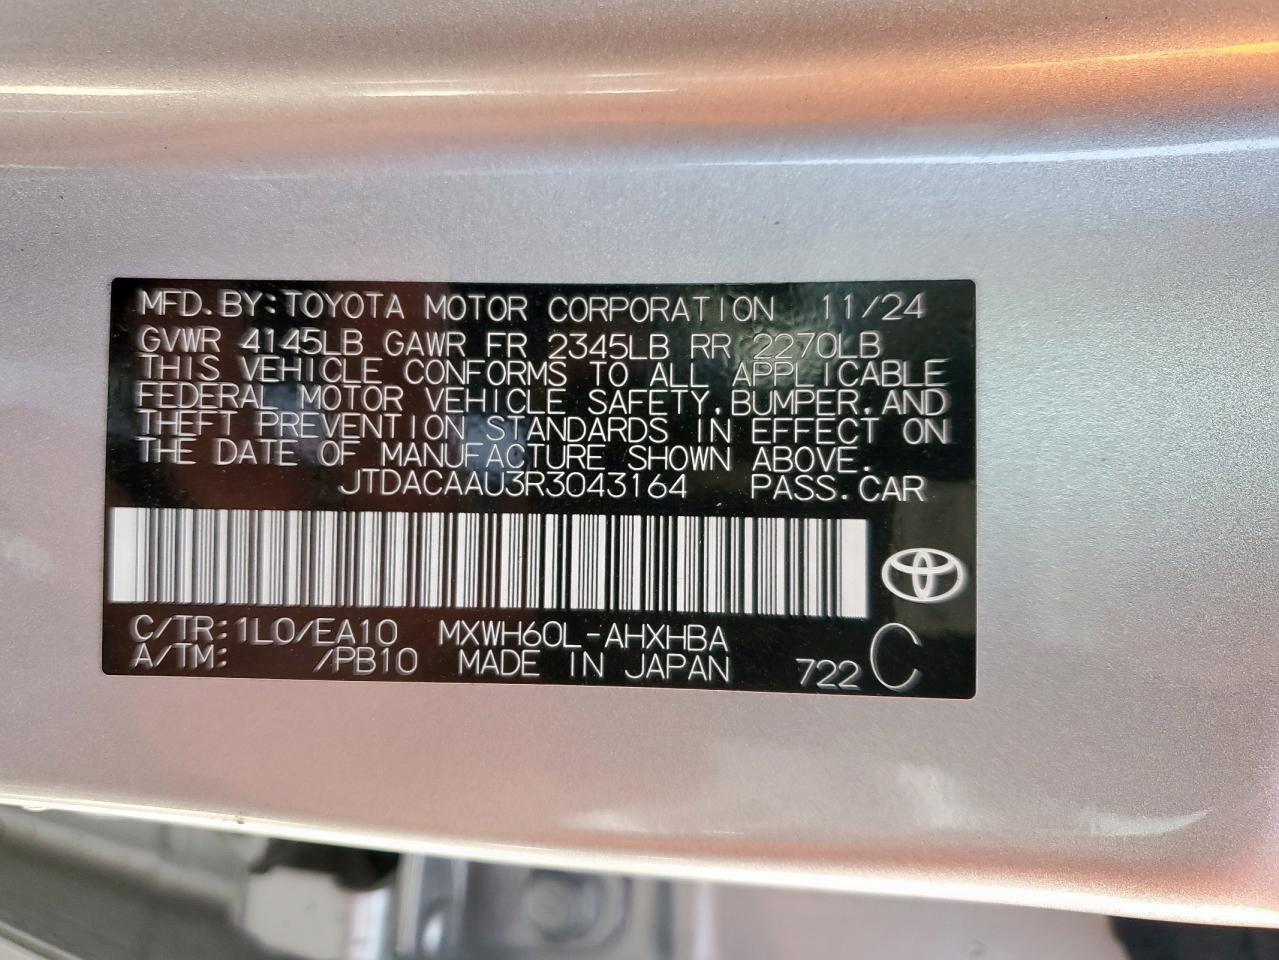 MFD.BY:TOYOTA MOTOR CORPORATION 11/24
GVWR 4145LB GAWR FR 2345LB RR 2270LB
THIS VEHICLE CONFORMS TO ALL APPLICABLE
FEDERAL MOTOR VEHICLE SAFETY,BUMPER,AND
THEFT PREVENTION STANDARDS IN EFFECT ON
THE DATE OF MANUFACTURE SHOWN ABOVE.
JTDACAAU3R3043164 PASS.CAR
C/TR:1L0/EA10 MXWH60L-AHXHBA
A/TM: /PB10 MADE IN JAPAN 722 C